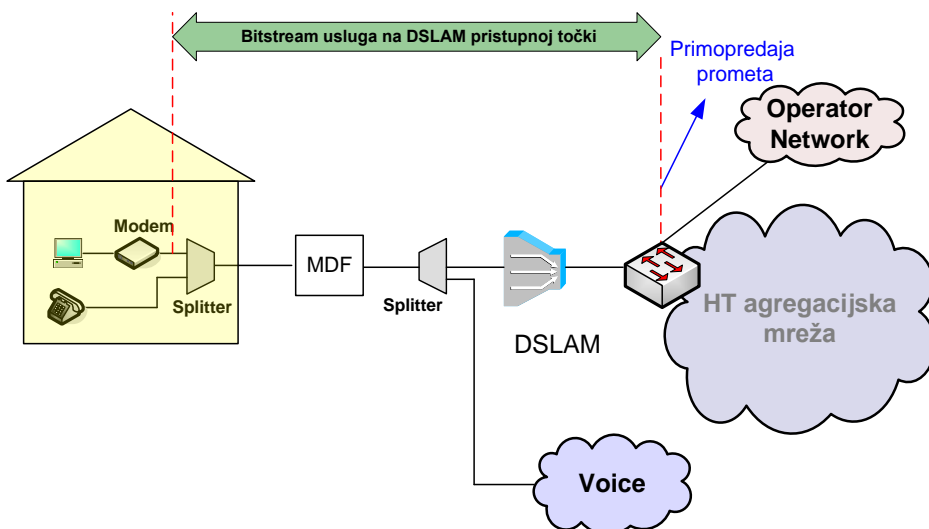 Bitstream usluga na DSLAM pristupnoj točki
Primopredaja
prometa
Operator
Network
Modem
Splitter
MDF
Splitter
DSLAM
HT agregacijska
mreža
Voice